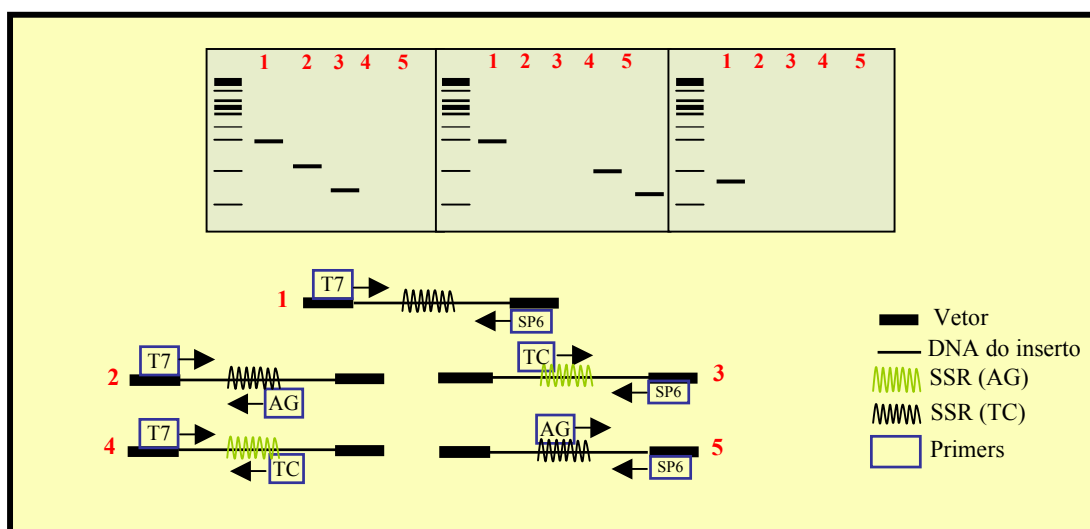 1 2 3 4 5 1 2 3 4 5 1 2 3 4 5
T7
1
SP6
T7
TC
2
3
AG
SP6
T7
AG
4
5
TC
SP6
Vetor
DNA do inserto
SSR (AG)
SSR (TC)
Primers